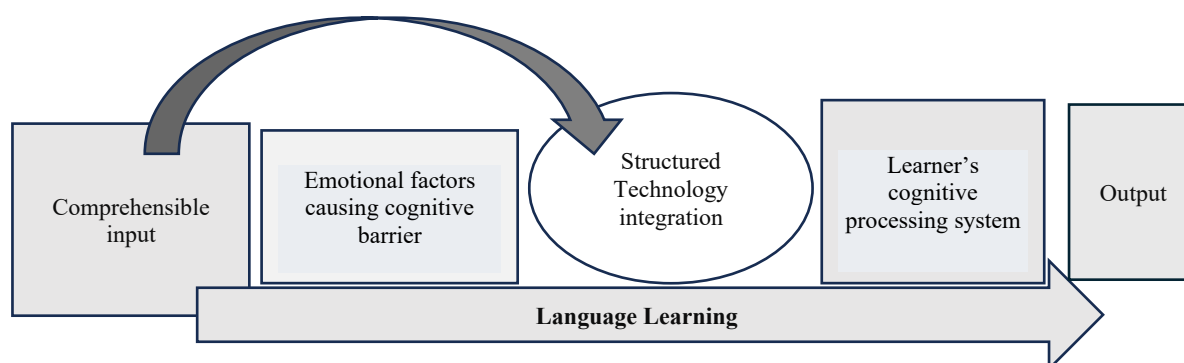 Comprehensible
input
Emotional factors
causing cognitive
barrier
Structured
Technology
integration
Learner’s
cognitive
processing system
Output
Language Learning